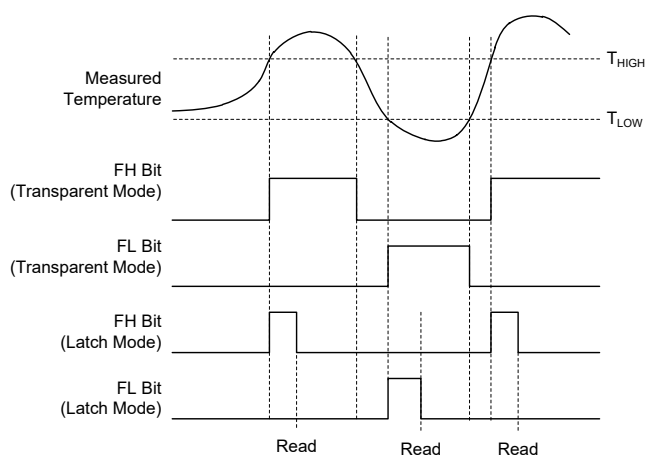 T_HIGH
Measured
Temperature
T_LOW
FH Bit
(Transparent Mode)
FL Bit
(Transparent Mode)
FH Bit
(Latch Mode)
FL Bit
(Latch Mode)
Read
Read
Read